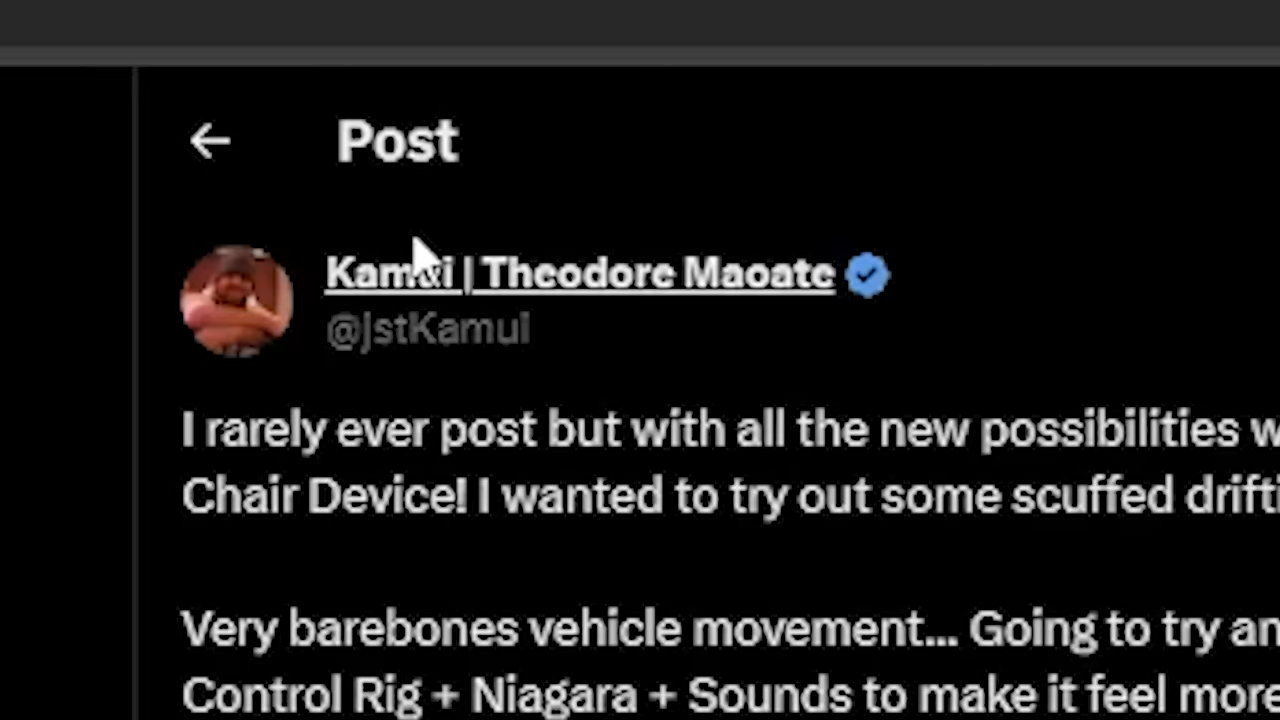 Post
Kamui | Theodore Maoate
@JstKamui
I rarely ever post but with all the new possibilities
Chair Device! I wanted to try out some scuffed
Very barebones vehicle movement... Going to try
Control Rig + Niagara + Sounds to make it feel more